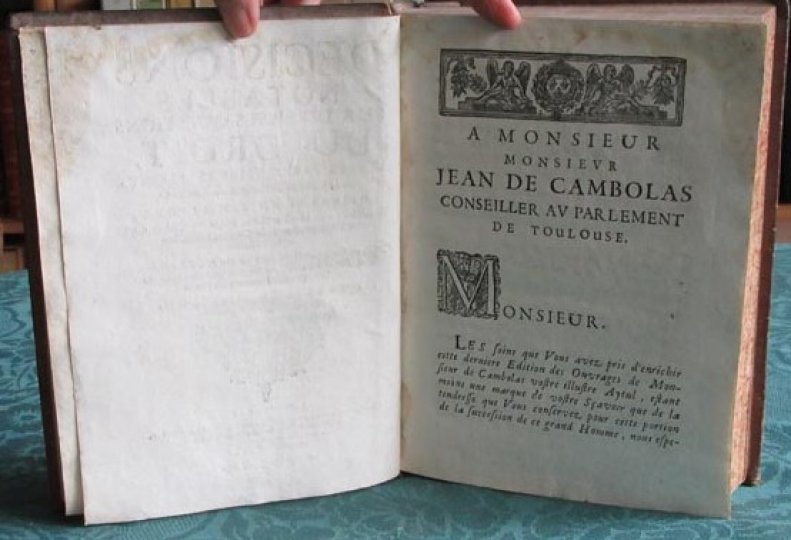 A MONSIEUR
MONSIEVR
JEAN DE CAMBOLAS
CONSEILLER AV PARLEMENT
DE TOULOUSE.
MONSIEUR.
LES soins que Vous avez pris d'enrichir
cette derniere Edition des Ouvrages de Mon-
sieur de Cambolas vostre illustre Ayeul, estant
moins une marque de vostre Sçavoir que de la
tendresse que Vous conservez pour cette portion
de la succession de ce grand Homme, nous espe-